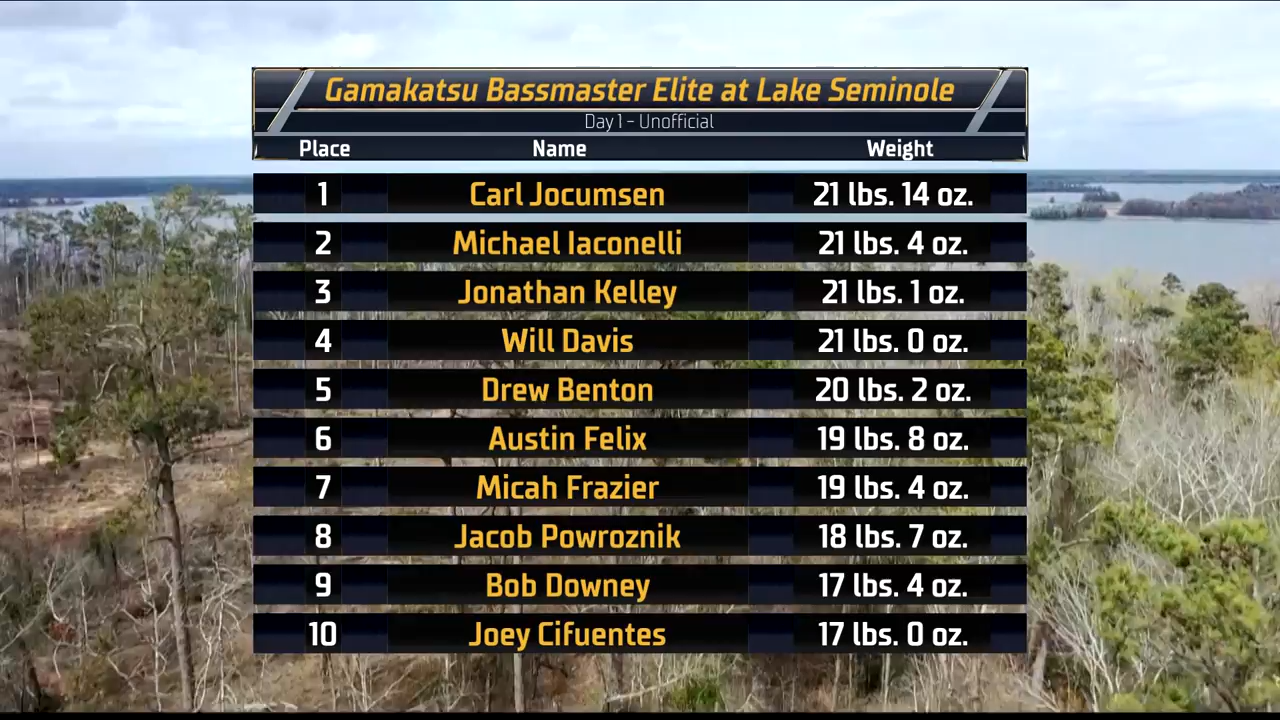 Gamakatsu Bassmaster Elite at Lake Seminole
Day 1 - Unofficial
Place Name Weight
1 Carl Jocumsen 21 lbs. 14 oz.
2 Michael Iaconelli 21 lbs. 4 oz.
3 Jonathan Kelley 21 lbs. 1 oz.
4 Will Davis 21 lbs. 0 oz.
5 Drew Benton 20 lbs. 2 oz.
6 Austin Felix 19 lbs. 8 oz.
7 Micah Frazier 19 lbs. 4 oz.
8 Jacob Powroznik 18 lbs. 7 oz.
9 Bob Downey 17 lbs. 4 oz.
10 Joey Cifuentes 17 lbs. 0 oz.